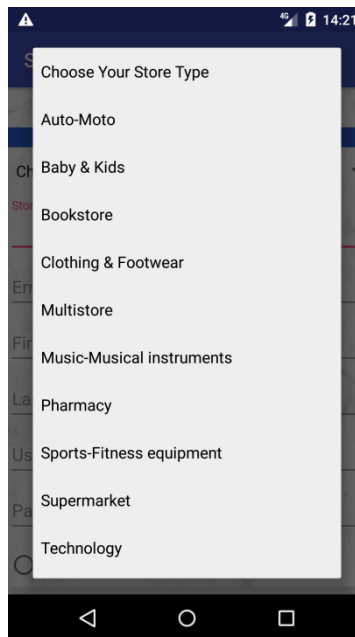 4G 14:21
Choose Your Store Type
Auto-Moto
Baby & Kids
Bookstore
Clothing & Footwear
Multistore
Music-Musical instruments
Pharmacy
Sports-Fitness equipment
Supermarket
Technology